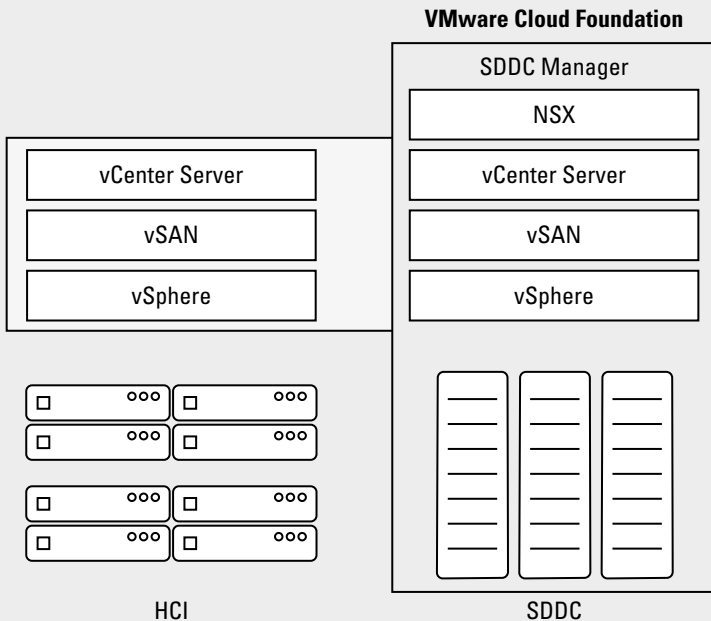 VMware Cloud Foundation
SDDC Manager
NSX
vCenter Server
vSAN
vSphere
vCenter Server
vSAN
vSphere
HCI
SDDC